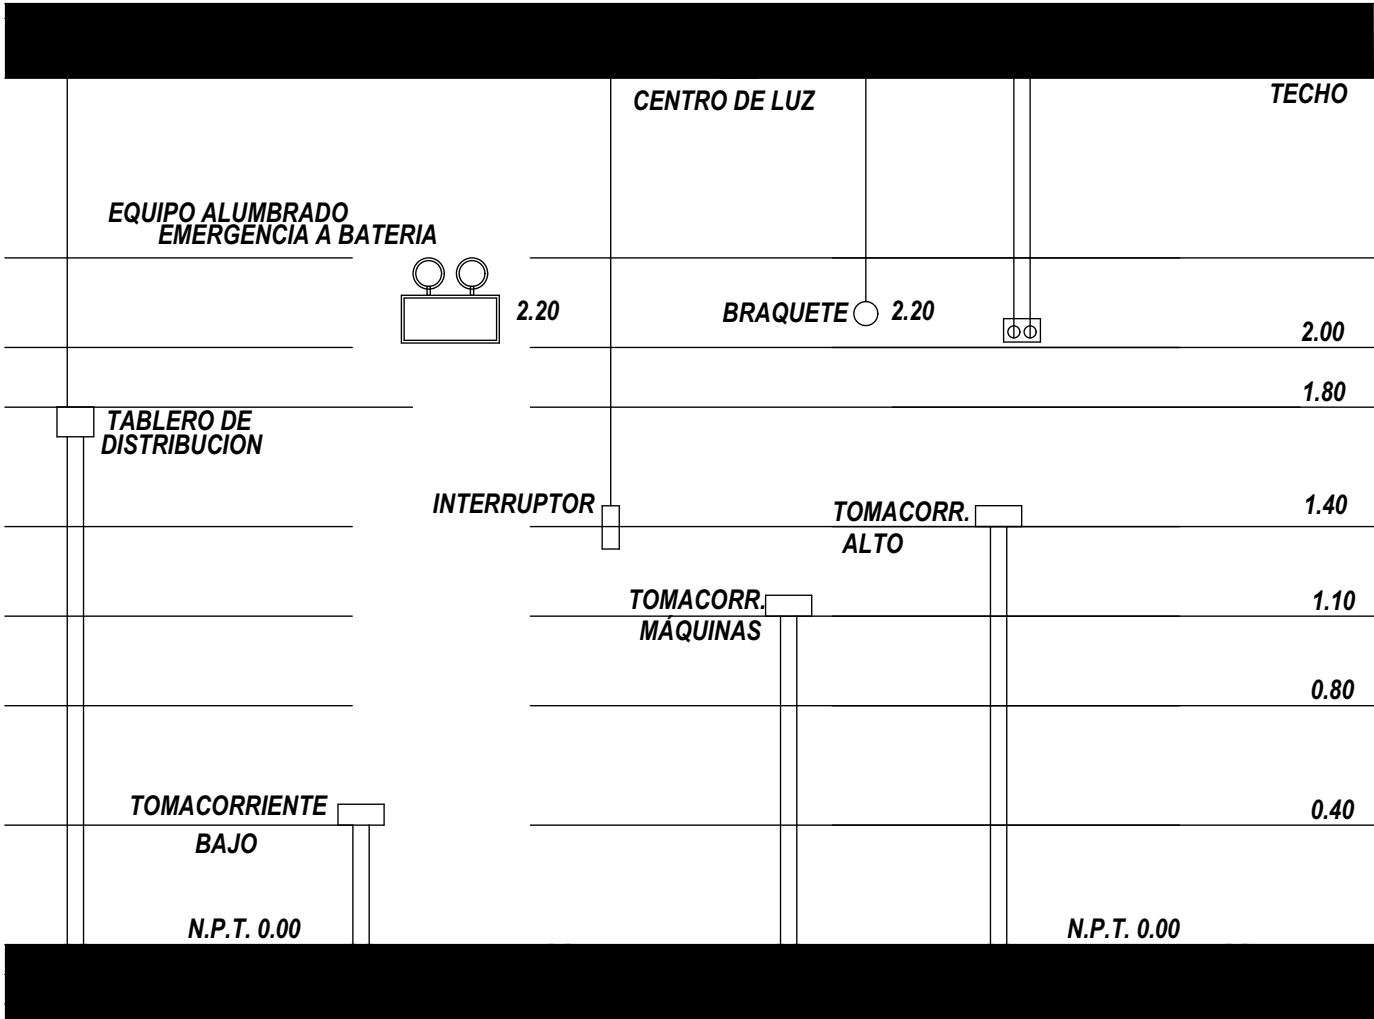 CENTRO DE LUZ
TECHO
EQUIPO ALUMBRADO
EMERGENCIA A BATERIA
2.20
BRAQUETE
2.20
2.00
1.80
TABLERO DE
DISTRIBUCION
INTERRUPTOR
TOMACORR.
ALTO
1.40
TOMACORR.
MÁQUINAS
1.10
0.80
TOMACORRIENTE
BAJO
0.40
N.P.T. 0.00
N.P.T. 0.00